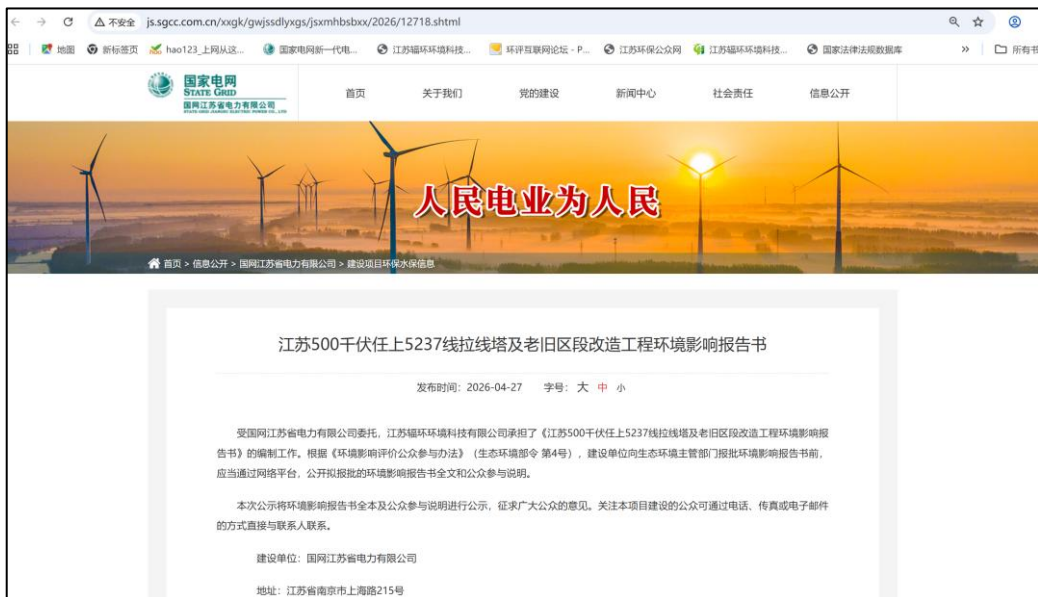 不安全 js.sgcc.com.cn/xxgk/gwjssdlyxgs/jsxmhbsbxx/2026/12718.shtml
地图 新标签页 hao123_上网从这... 国家电网新一代电... 江苏辐环环境科技... 环评互联网论坛 - P... 江苏环保公众网 江苏辐环环境科技... 国家法律法规数据库 » 所有书
国家电网
STATE GRID
国网江苏省电力有限公司
STATE GRID JIANGSU ELECTRIC POWER CO., LTD
首页 关于我们 党的建设 新闻中心 社会责任 信息公开
人民电业为人民
首页 > 信息公开 > 国网江苏省电力有限公司 > 建设项目环保水保信息
江苏500千伏任上5237线拉线塔及老旧区段改造工程环境影响报告书
发布时间：2026-04-27 字号：大 中 小
受国网江苏省电力有限公司委托，江苏辐环环境科技有限公司承担了《江苏500千伏任上5237线拉线塔及老旧区段改造工程环境影响报
告书》的编制工作。根据《环境影响评价公众参与办法》（生态环境部令 第4号），建设单位向生态环境主管部门报批环境影响报告书前，
应当通过网络平台，公开拟报批的环境影响报告书全文和公众参与说明。
本次公示将环境影响报告书全本及公众参与说明进行公示，征求广大公众的意见。关注本项目建设的公众可通过电话、传真或电子邮件
的方式直接与联系人联系。
建设单位：国网江苏省电力有限公司
地址：江苏省南京市上海路215号